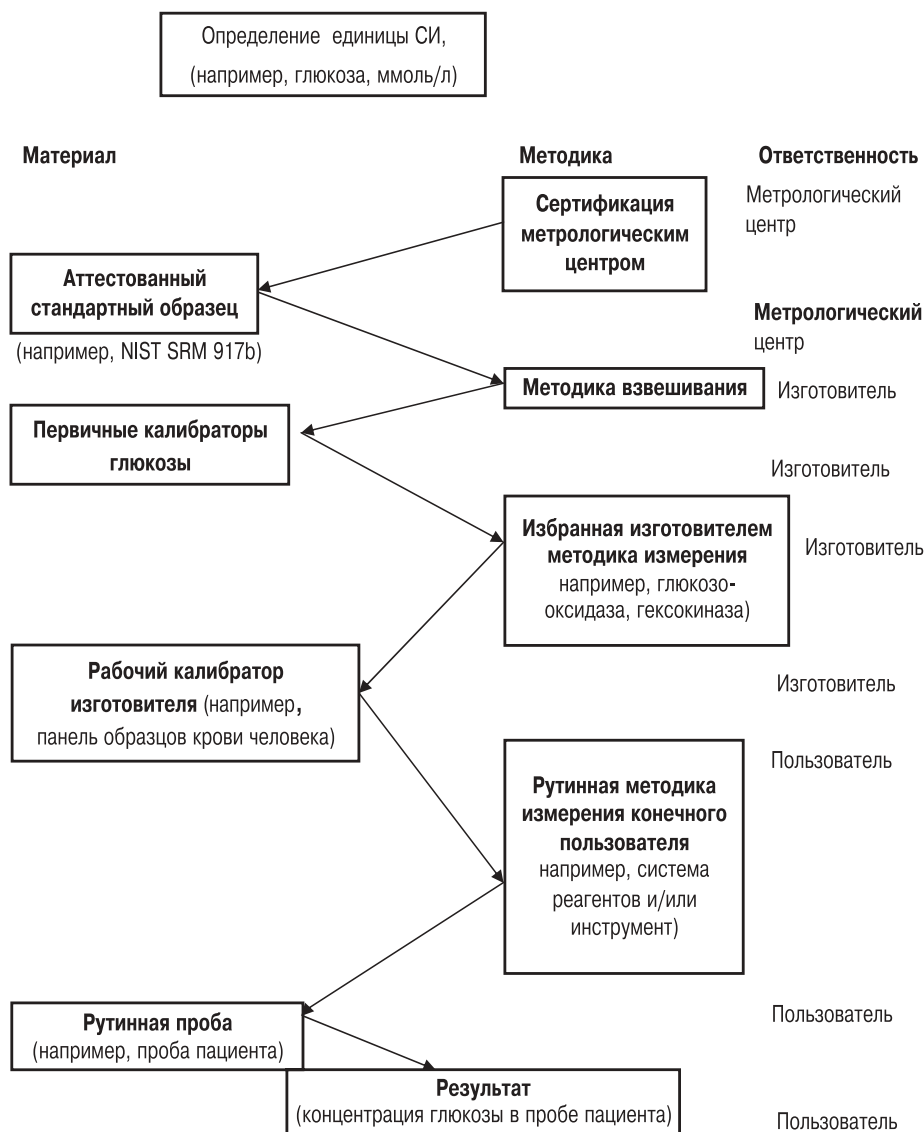 Определение единицы СИ,
(например, глюкоза, ммоль/л)
Материал
Методика
Ответственность
Сертификация
метрологическим
центром
Метрологический
центр
Аттестованный
стандартный образец
(например, NIST SRM 917b)
Метрологический
центр
Методика взвешивания
Изготовитель
Первичные калибраторы
глюкозы
Изготовитель
Избранная изготовителем
методика измерения
например, глюкозо-
оксидаза, гексокиназа)
Изготовитель
Рабочий калибратор
изготовителя (например,
панель образцов крови человека)
Изготовитель
Пользователь
Рутинная методика
измерения конечного
пользователя
например, система
реагентов и/или
инструмент)
Рутинная проба
(например, проба пациента)
Пользователь
Результат
(концентрация глюкозы в пробе пациента)
Пользователь